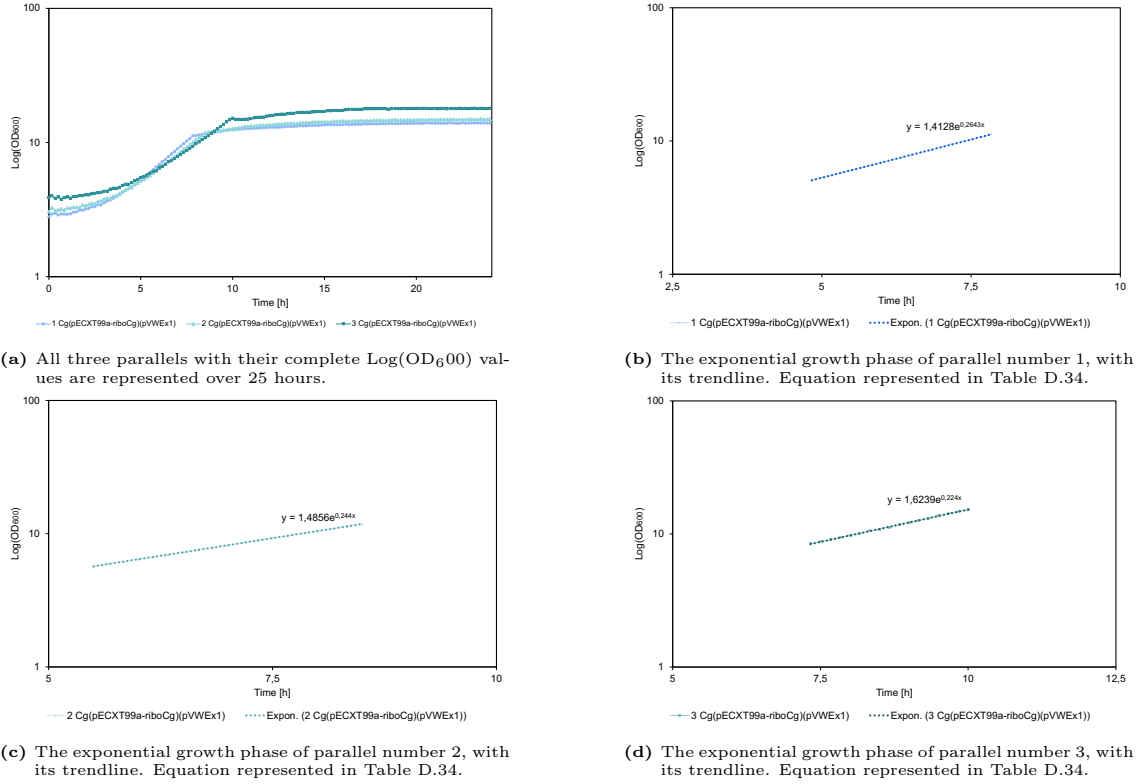 100
10
1
Log(OD600)
0 5 10 15 20
Time [h]
1 Cg(pECXT99a-riboCg)(pVWEx1) 2 Cg(pECXT99a-riboCg)(pVWEx1) 3 Cg(pECXT99a-riboCg)(pVWEx1)
(a) All three parallels with their complete Log(OD600) val-
ues are represented over 25 hours.
100
10
1
Log(OD600)
y = 1,4128e0,2643x
2,5 5 7,5 10
Time [h]
1 Cg(pECXT99a-riboCg)(pVWEx1) Expon. (1 Cg(pECXT99a-riboCg)(pVWEx1))
(b) The exponential growth phase of parallel number 1, with
its trendline. Equation represented in Table D.34.
100
10
1
Log(OD600)
y = 1,4856e0,244x
5 7,5 10
Time [h]
2 Cg(pECXT99a-riboCg)(pVWEx1) Expon. (2 Cg(pECXT99a-riboCg)(pVWEx1))
(c) The exponential growth phase of parallel number 2, with
its trendline. Equation represented in Table D.34.
100
10
1
Log(OD600)
y = 1,6239e0,224x
5 7,5 10 12,5
Time [h]
3 Cg(pECXT99a-riboCg)(pVWEx1) Expon. (3 Cg(pECXT99a-riboCg)(pVWEx1))
(d) The exponential growth phase of parallel number 3, with
its trendline. Equation represented in Table D.34.